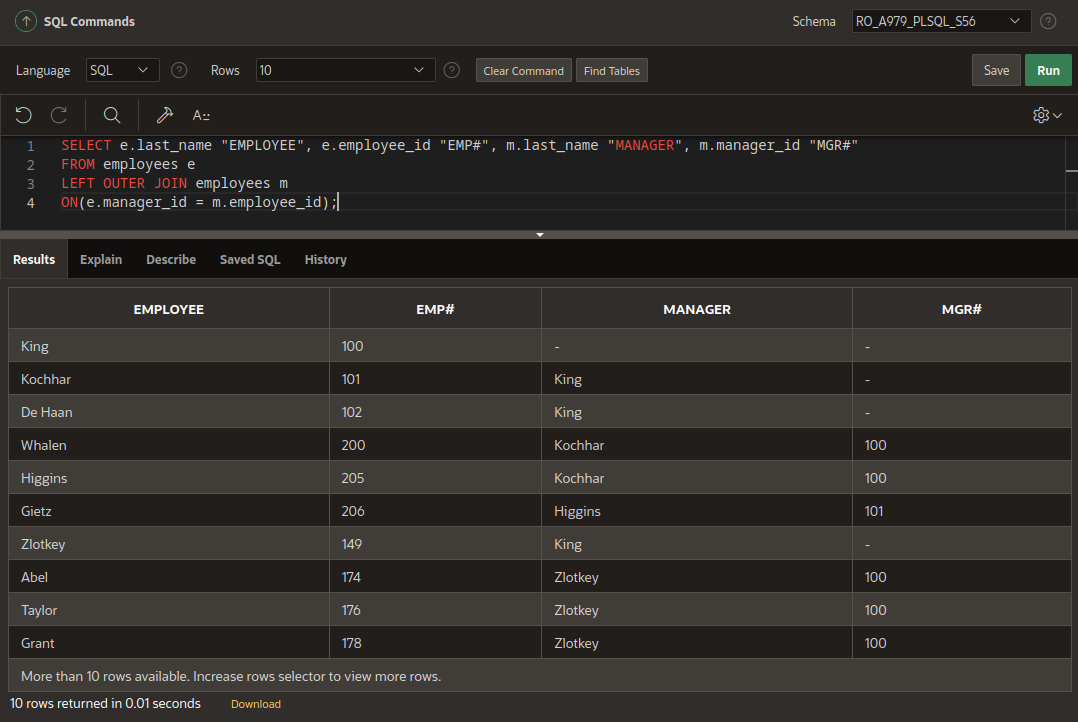 SQL Commands
Schema RO_A979_PLSQL_S56
Language SQL Rows 10 Clear Command Find Tables Save Run
A::
1 SELECT e.last_name "EMPLOYEE", e.employee_id "EMP#", m.last_name "MANAGER", m.manager_id "MGR#"
2 FROM employees e
3 LEFT OUTER JOIN employees m
4 ON(e.manager_id = m.employee_id);
Results Explain Describe Saved SQL History
EMPLOYEE EMP# MANAGER MGR#
King 100 - -
Kochhar 101 King -
De Haan 102 King -
Whalen 200 Kochhar 100
Higgins 205 Kochhar 100
Gietz 206 Higgins 101
Zlotkey 149 King -
Abel 174 Zlotkey 100
Taylor 176 Zlotkey 100
Grant 178 Zlotkey 100
More than 10 rows available. Increase rows selector to view more rows.
10 rows returned in 0.01 seconds Download